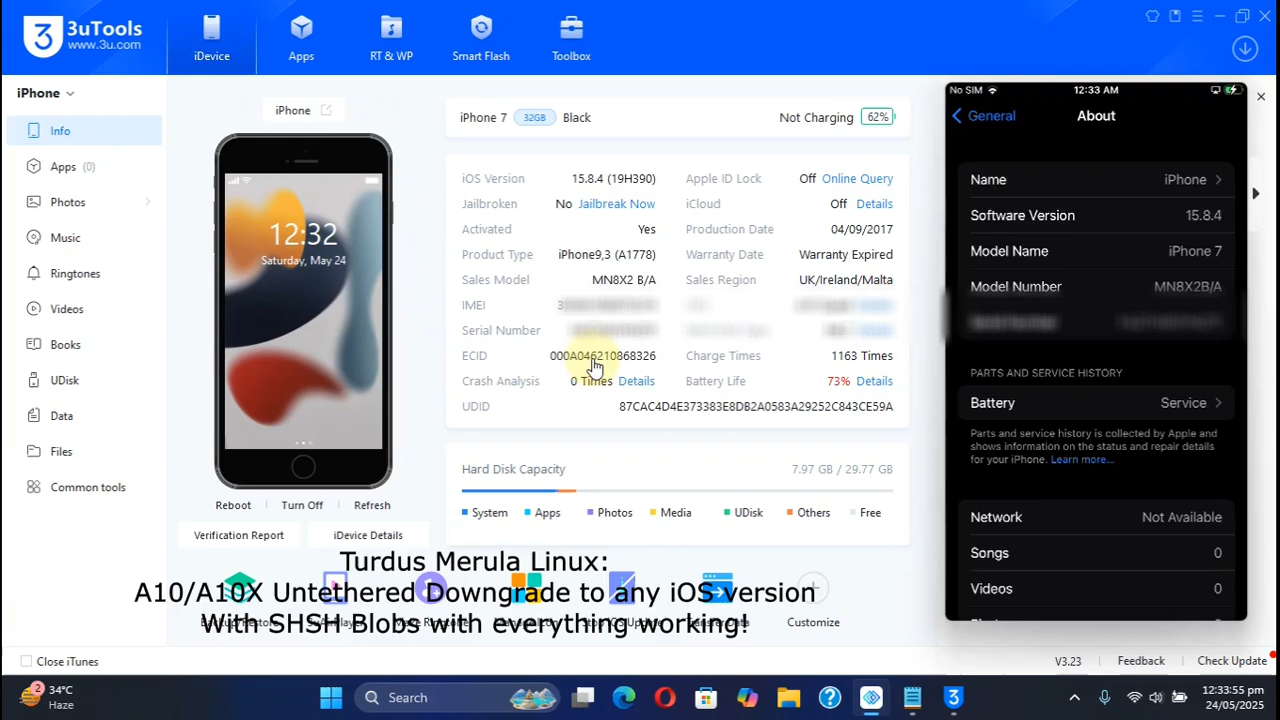 3 3uTools
www.3u.com
iDevice Apps RT & WP Smart Flash Toolbox
iPhone
Info
Apps (0)
Photos
Music
Ringtones
Videos
Books
UDisk
Data
Files
Common tools
iPhone
12:32
Saturday, May 24
Reboot Turn Off Refresh
Verification Report iDevice Details
iPhone 7 32GB Black Not Charging 62%
iOS Version 15.8.4 (19H390) Apple ID Lock Off Online Query
Jailbroken No Jailbreak Now iCloud Off Details
Activated Yes Production Date 04/09/2017
Product Type iPhone9,3 (A1778) Warranty Date Warranty Expired
Sales Model MN8X2 B/A Sales Region UK/Ireland/Malta
IMEI
Serial Number
ECID 000A046210868326 Charge Times 1163 Times
Crash Analysis 0 Times Details Battery Life 73% Details
UDID 87CAC4D4E373383E8DB2A0583A29252C843CE59A
Hard Disk Capacity 7.97 GB / 29.77 GB
System Apps Photos Media UDisk Others Free
Turdus Merula Linux:
A10/A10X Untethered Downgrade to any iOS version
With SHSH Blobs with everything working!
Customize
No SIM 12:33 AM
General About
Name iPhone
Software Version 15.8.4
Model Name iPhone 7
Model Number MN8X2B/A
PARTS AND SERVICE HISTORY
Battery Service
Parts and service history is collected by Apple and
shows information on the status and repair details
for your iPhone. Learn more...
Network Not Available
Songs 0
Videos 0
Close iTunes V3.23 Feedback Check Update
2 34°C
Haze
Search
12:33:55 pm
24/05/2025